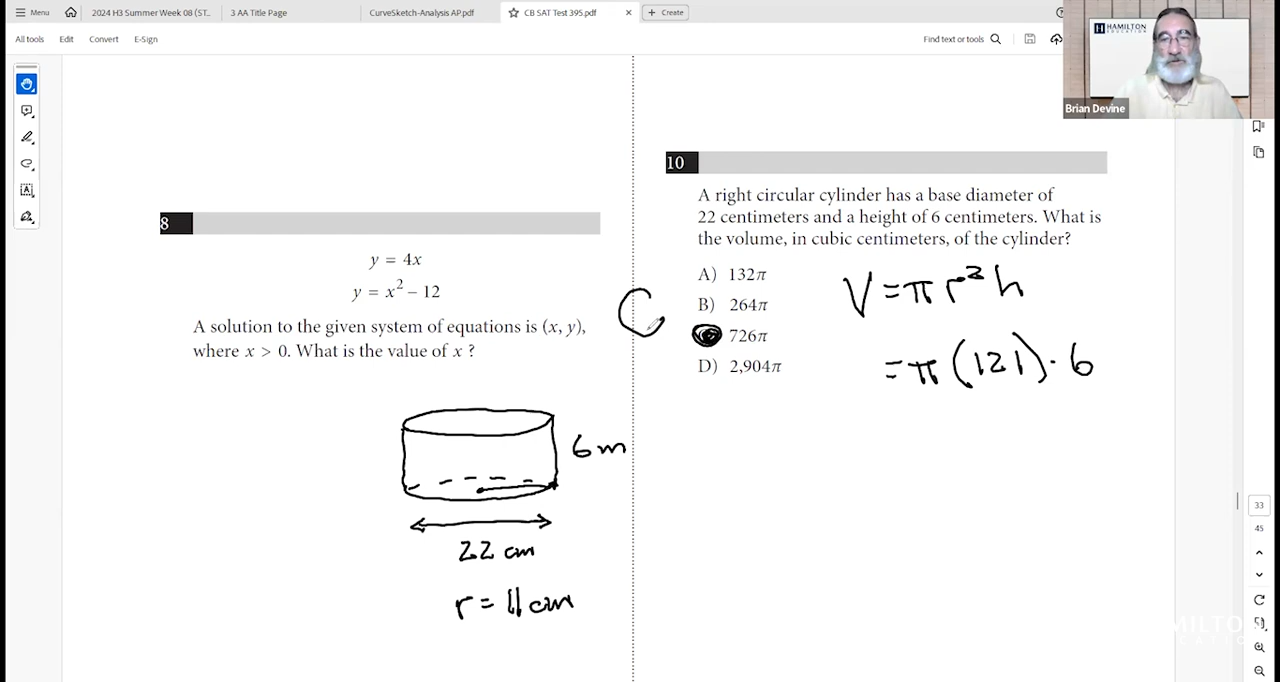 Menu
2024 H3 Summer Week 08 (ST...
3 AA Title Page
CurveSketch-Analysis AP.pdf
CB SAT Test 395.pdf
Create
All tools
Edit
Convert
E-Sign
Find text or tools
HAMILTON
EDUCATION
Brian Devine
8
y = 4x
y = x² – 12
A solution to the given system of equations is (x, y),
where x > 0. What is the value of x ?
6m
22 cm
r = 11 cm
10
A right circular cylinder has a base diameter of
22 centimeters and a height of 6 centimeters. What is
the volume, in cubic centimeters, of the cylinder?
A) 132π
B) 264π
726π
D) 2,904π
C
V = πr²h
= π(121)·6
33
45